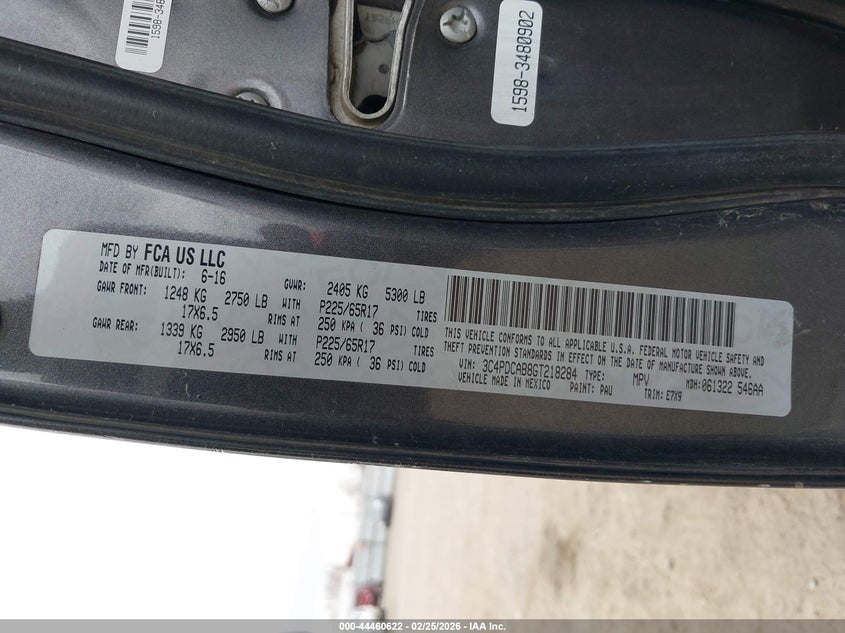 1598-348
1598-3480902
MFD BY FCA US LLC
DATE OF MFR(BUILT): 6-16 GVWR: 2405 KG 5300 LB
GAWR FRONT: 1248 KG 2750 LB WITH P225/65R17 TIRES
17X6.5 RIMS AT 250 KPA ( 36 PSI) COLD
GAWR REAR: 1339 KG 2950 LB WITH P225/65R17 TIRES
17X6.5 RIMS AT 250 KPA ( 36 PSI) COLD
THIS VEHICLE CONFORMS TO ALL APPLICABLE U.S.A. FEDERAL MOTOR VEHICLE SAFETY AND
THEFT PREVENTION STANDARDS IN EFFECT ON THE DATE OF MANUFACTURE SHOWN ABOVE.
VIN: 3C4PDCAB8GT218284 TYPE: MPV MDH: 061322 546AA
VEHICLE MADE IN MEXICO PAINT: PAU TRIM: E7X9
000-44460622 - 02/25/2026 - IAA Inc.